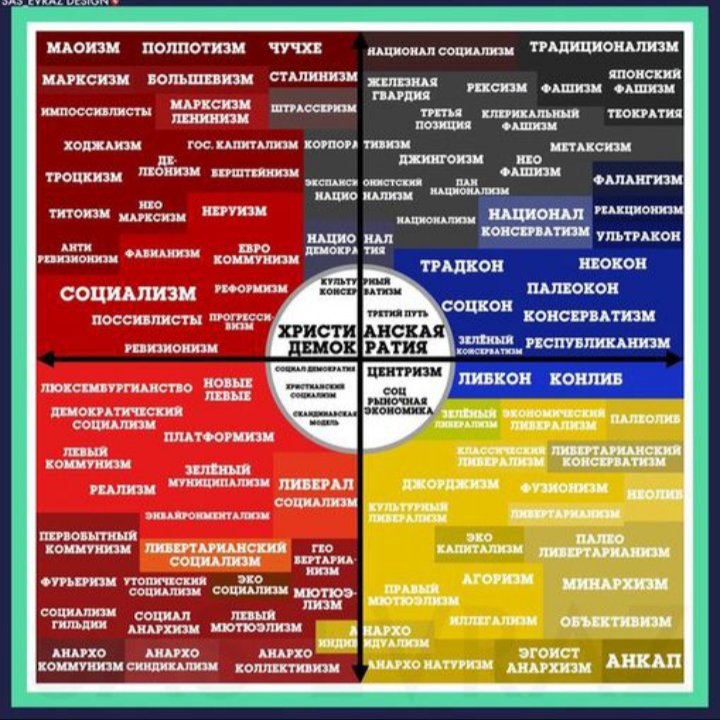 SAS_EVRAZ DESIGN
МАОИЗМ ПОЛПОТИЗМ ЧУЧХЕ
НАЦИОНАЛ СОЦИАЛИЗМ ТРАДИЦИОНАЛИЗМ
МАРКСИЗМ БОЛЬШЕВИЗМ СТАЛИНИЗМ
ЖЕЛЕЗНАЯ
ГВАРДИЯ
РЕКСИЗМ ФАШИЗМ
ЯПОНСКИЙ
ФАШИЗМ
ИМПОССИБЛИСТЫ
МАРКСИЗМ
ЛЕНИНИЗМ
ШТРАССЕРИЗМ
ТРЕТЬЯ
ПОЗИЦИЯ
КЛЕРИКАЛЬНЫЙ
ФАШИЗМ
ТЕОКРАТИЯ
ХОДЖАИЗМ ГОС. КАПИТАЛИЗМ КОРПОРАТИВИЗМ
МЕТАКСИЗМ
ДЖИНГОИЗМ
НЕО
ФАШИЗМ
ТРОЦКИЗМ
ДЕ-
ЛЕОНИЗМ
БЕРШТЕЙНИЗМ
ЭКСПАНСИОНИСТСКИЙ
НАЦИОНАЛИЗМ
ПАН
НАЦИОНАЛИЗМ
ФАЛАНГИЗМ
ТИТОИЗМ
НЕО
МАРКСИЗМ
НЕРУИЗМ
НАЦИОНАЛИЗМ
НАЦИОНАЛ
КОНСЕРВАТИЗМ
РЕАКЦИОНИЗМ
УЛЬТРАКОН
АНТИ
РЕВИЗИОНИЗМ
ФАБИАНИЗМ
ЕВРО
КОММУНИЗМ
НАЦИОНАЛ
ДЕМОКРАТИЯ
ТРАДКОН НЕОКОН
СОЦИАЛИЗМ РЕФОРМИЗМ
КУЛЬТУРНЫЙ
КОНСЕРВАТИЗМ
ПАЛЕОКОН
СОЦКОН КОНСЕРВАТИЗМ
ПОССИБЛИСТЫ
ПРОГРЕССИ-
ВИЗМ
ТРЕТИЙ ПУТЬ
ХРИСТИАНСКАЯ
ДЕМОКРАТИЯ
РЕВИЗИОНИЗМ
ЗЕЛЁНЫЙ
КОНСЕРВАТИЗМ
РЕСПУБЛИКАНИЗМ
СОЦИАЛ ДЕМОКРАТИЯ
ЦЕНТРИЗМ
ЛИБКОН КОНЛИБ
ЛЮКСЕМБУРГИАНСТВО
НОВЫЕ
ЛЕВЫЕ
ХРИСТИАНСКИЙ
СОЦИАЛИЗМ
СОЦ
РЫНОЧНАЯ
ЭКОНОМИКА
СКАНДИНАВСКАЯ
МОДЕЛЬ
ДЕМОКРАТИЧЕСКИЙ
СОЦИАЛИЗМ
ЗЕЛЁНЫЙ
ЛИБЕРАЛИЗМ
ЭКОНОМИЧЕСКИЙ
ЛИБЕРАЛИЗМ
ПАЛЕОЛИБ
ПЛАТФОРМИЗМ
ЛЕВЫЙ
КОММУНИЗМ
КЛАССИЧЕСКИЙ
ЛИБЕРАЛИЗМ
ЛИБЕРТАРИАНСКИЙ
КОНСЕРВАТИЗМ
ЗЕЛЁНЫЙ
МУНИЦИПАЛИЗМ
РЕАЛИЗМ
ЛИБЕРАЛ
СОЦИАЛИЗМ
ДЖОРДЖИЗМ ФУЗИОНИЗМ НЕОЛИБ
КУЛЬТУРНЫЙ
ЛИБЕРАЛИЗМ
ЛИБЕРТАРИАНИЗМ
ЭНВАЙРОНМЕНТАЛИЗМ
ПЕРВОБЫТНЫЙ
КОММУНИЗМ
ЛИБЕРТАРИАНСКИЙ
СОЦИАЛИЗМ
ГЕО
БЕРТАРИА-
НИЗМ
ЭКО
КАПИТАЛИЗМ
ПАЛЕО
ЛИБЕРТАРИАНИЗМ
ФУРЬЕРИЗМ
УТОПИЧЕСКИЙ
СОЦИАЛИЗМ
ЭКО
СОЦИАЛИЗМ
МЮТЮЭ-
ЛИЗМ
ПРАВЫЙ
МЮТЮЭЛИЗМ
АГОРИЗМ МИНАРХИЗМ
СОЦИАЛИЗМ
ГИЛЬДИИ
СОЦИАЛ
АНАРХИЗМ
ЛЕВЫЙ
МЮТЮЭЛИЗМ
АНАРХО
ИНДИВИДУАЛИЗМ
ИЛЛЕГАЛИЗМ ОБЪЕКТИВИЗМ
АНАРХО
КОММУНИЗМ
АНАРХО
СИНДИКАЛИЗМ
АНАРХО
КОЛЛЕКТИВИЗМ
АНАРХО НАТУРИЗМ
ЭГОИСТ
АНАРХИЗМ
АНКАП